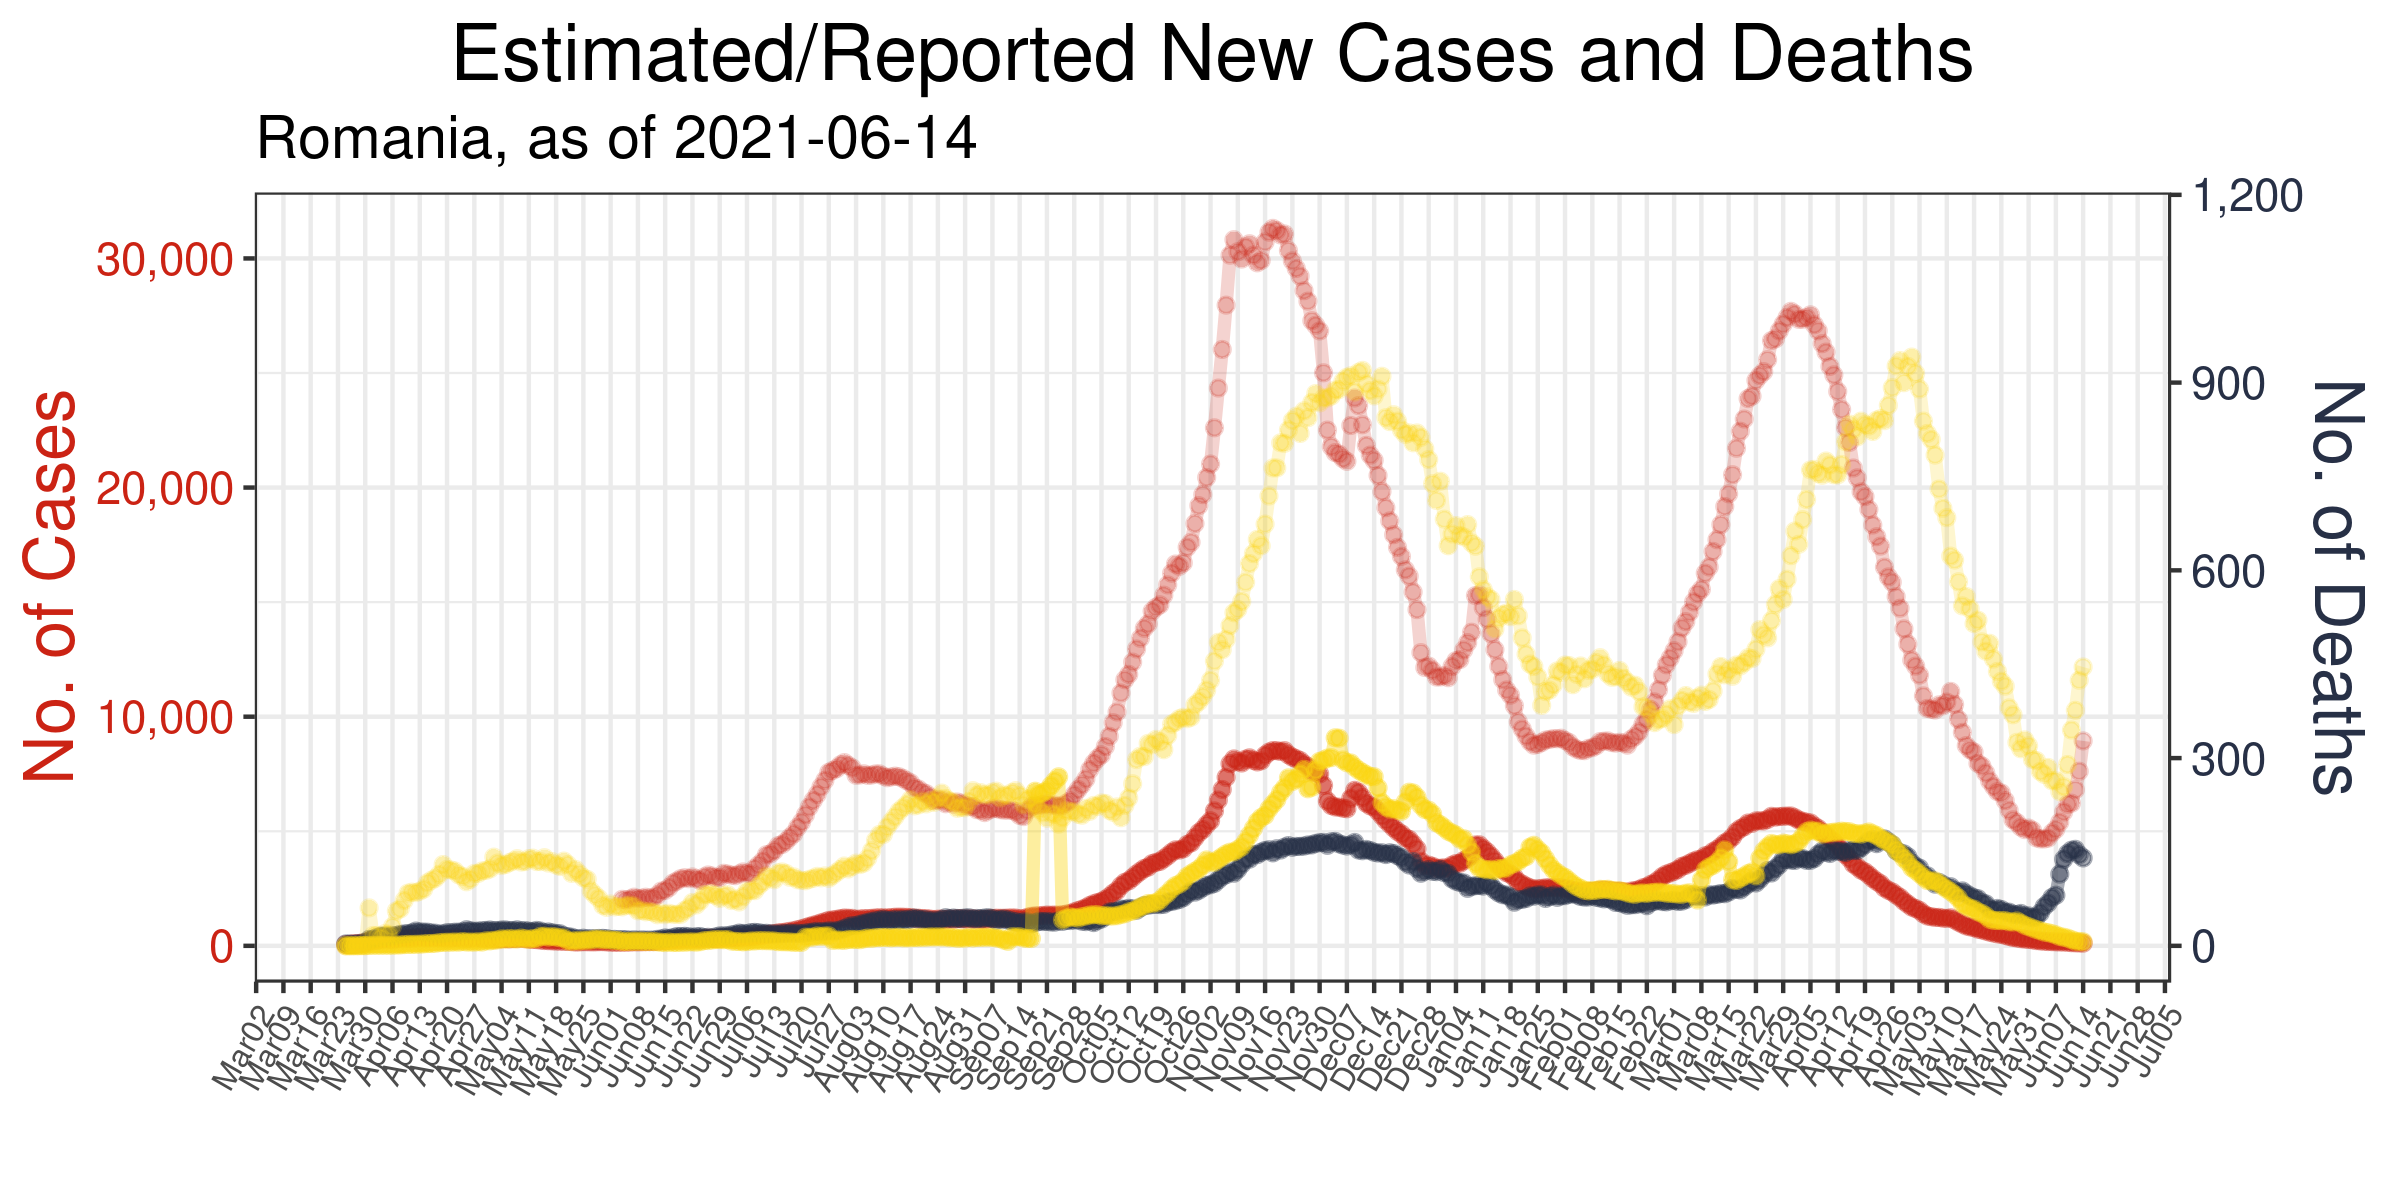 Estimated/Reported New Cases and Deaths
Romania, as of 2021-06-14
No. of Cases
30,000
20,000
10,000
0
1,200
900
600
300
0
No. of Deaths
Mar02
Mar09
Mar16
Mar23
Mar30
Apr06
Apr13
Apr20
Apr27
May04
May11
May18
May25
Jun01
Jun08
Jun15
Jun22
Jun29
Jul06
Jul13
Jul20
Jul27
Aug03
Aug10
Aug17
Aug24
Aug31
Sep07
Sep14
Sep21
Sep28
Oct05
Oct12
Oct19
Oct26
Nov02
Nov09
Nov16
Nov23
Nov30
Dec07
Dec14
Dec21
Dec28
Jan04
Jan11
Jan18
Jan25
Feb01
Feb08
Feb15
Feb22
Mar01
Mar08
Mar15
Mar22
Mar29
Apr05
Apr12
Apr19
Apr26
May03
May10
May17
May24
May31
Jun07
Jun14
Jun21
Jun28
Jul05